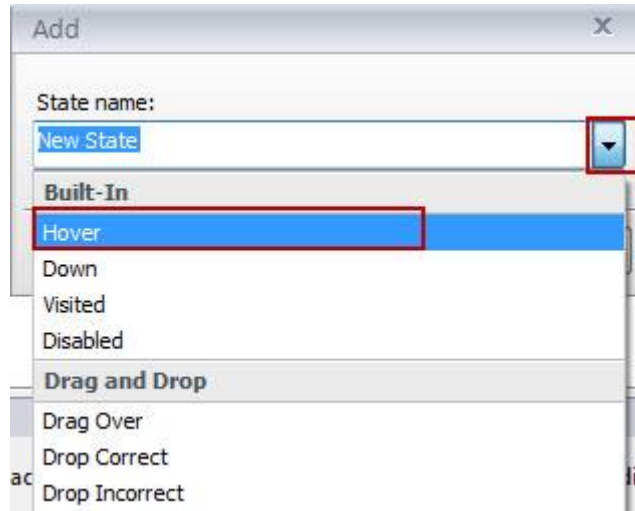 Add
State name:
New State
Built-In
Hover
Down
Visited
Disabled
Drag and Drop
Drag Over
Drop Correct
Drop Incorrect